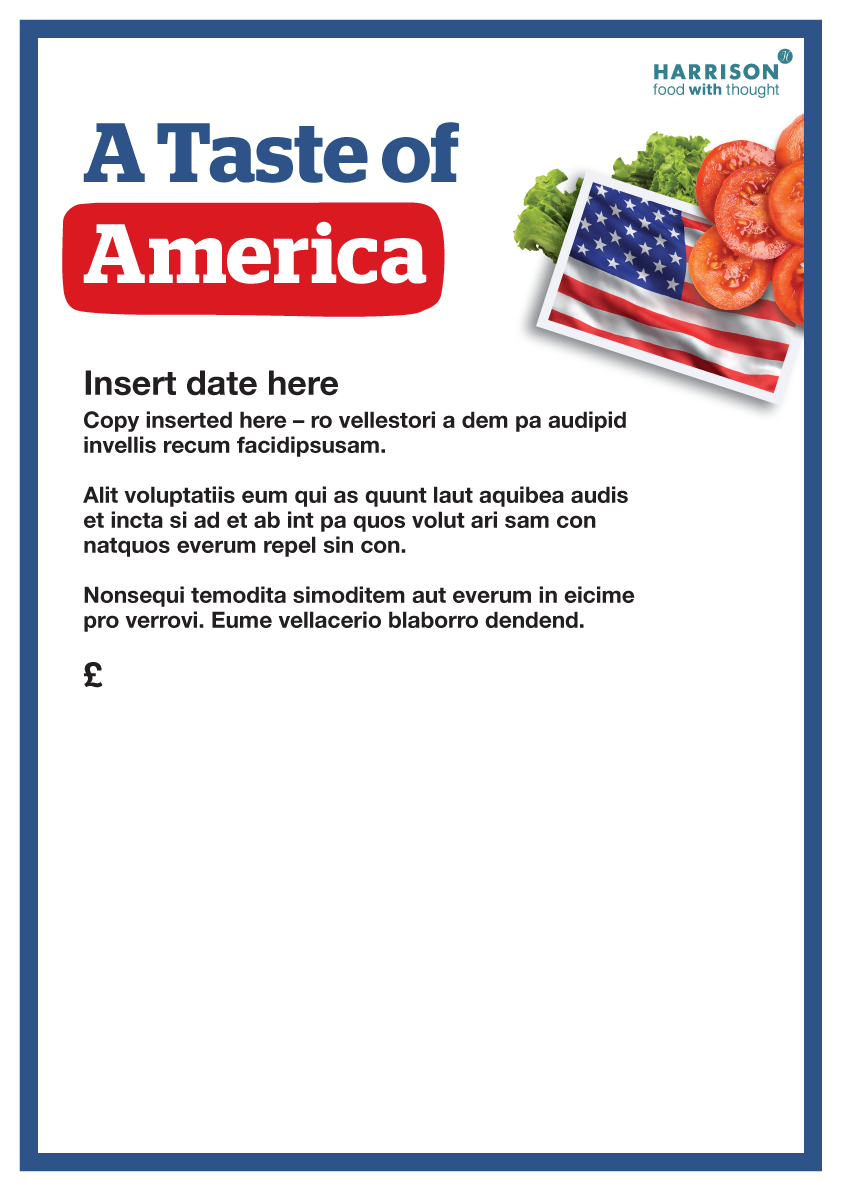 HARRISON
food with thought
A Taste of
America
Insert date here
Copy inserted here – ro vellestori a dem pa audipid
invellis recum facidipsusam.
Alit voluptatiis eum qui as quunt laut aquibea audis
et incta si ad et ab int pa quos volut ari sam con
natquos everum repel sin con.
Nonsequi temodita simoditem aut everum in eicime
pro verrovi. Eume vellacerio blaborro dendend.
£